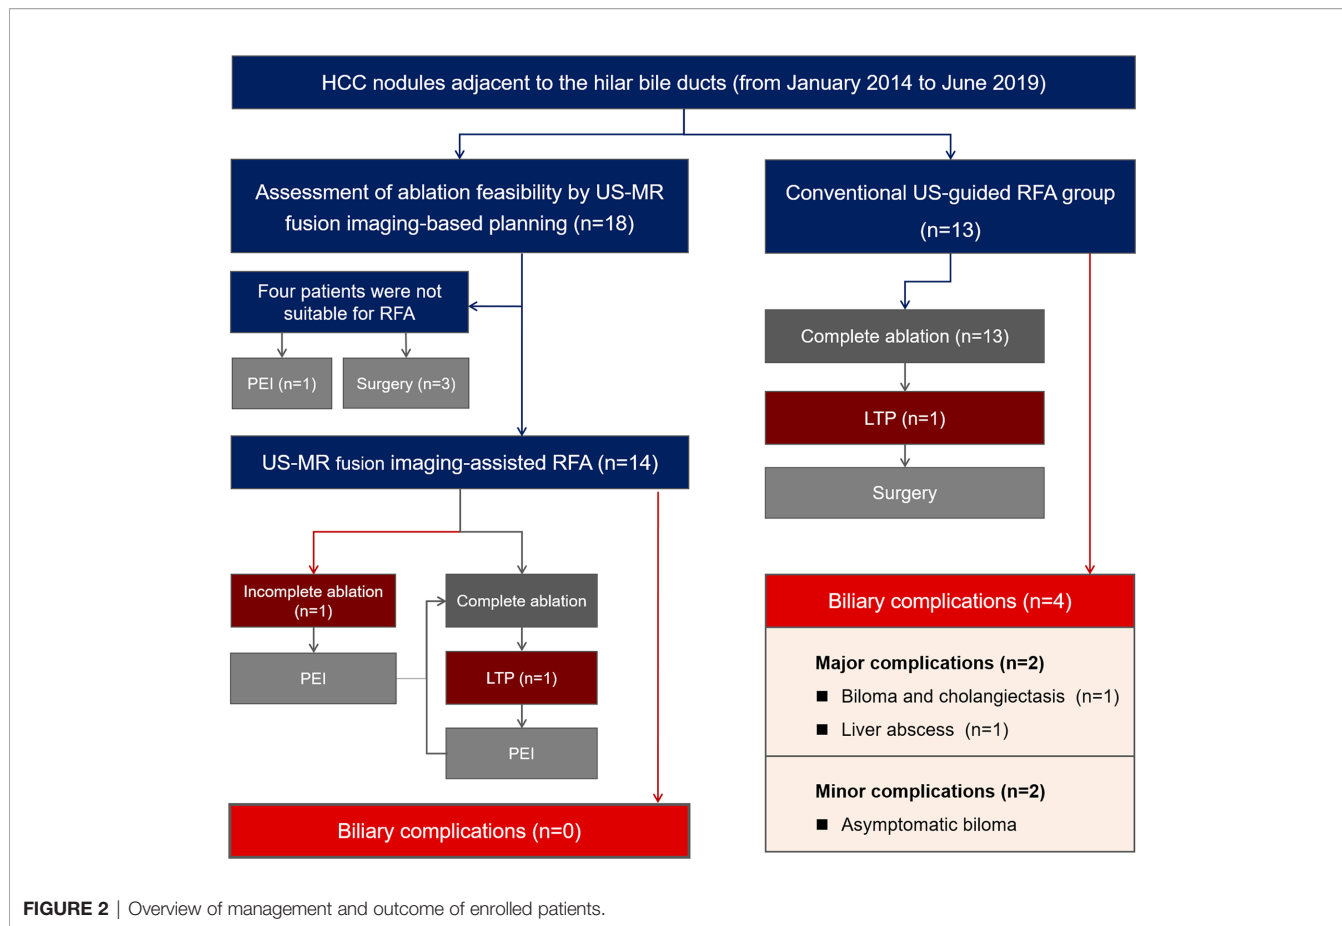 HCC nodules adjacent to the hilar bile ducts (from January 2014 to June 2019)
Assessment of ablation feasibility by US-MR
fusion imaging-based planning (n=18)
Four patients were not
suitable for RFA
PEI (n=1)
Surgery (n=3)
US-MR fusion imaging-assisted RFA (n=14)
Incomplete ablation
(n=1)
PEI
Complete ablation
LTP (n=1)
PEI
Biliary complications (n=0)
Conventional US-guided RFA group
(n=13)
Complete ablation (n=13)
LTP (n=1)
Surgery
Biliary complications (n=4)
Major complications (n=2)
■ Biloma and cholangiectasis (n=1)
■ Liver abscess (n=1)
Minor complications (n=2)
■ Asymptomatic biloma
FIGURE 2 | Overview of management and outcome of enrolled patients.